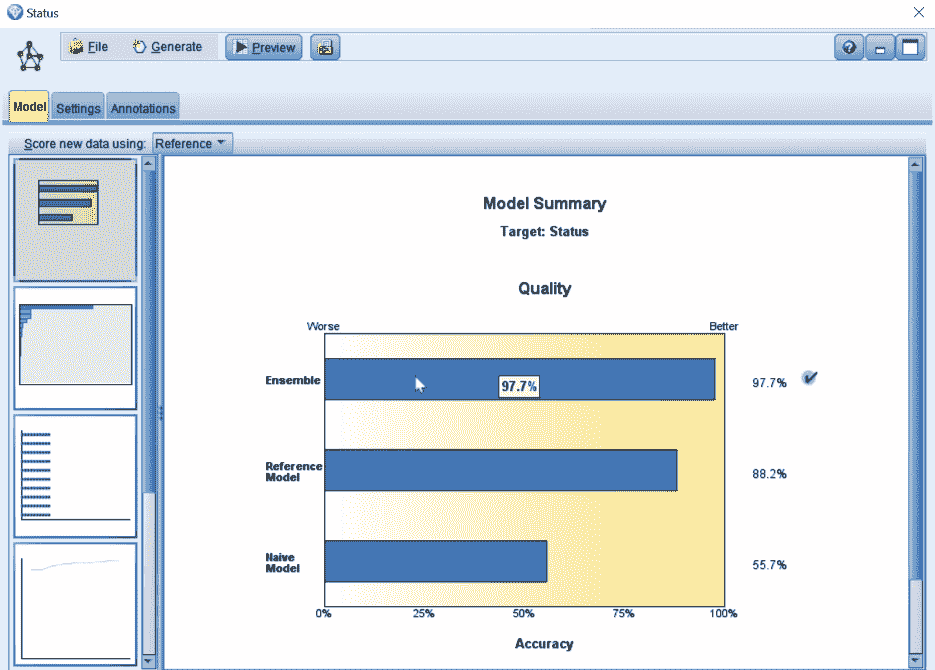 Status
File Generate Preview
Model Settings Annotations
Score new data using: Reference
Model Summary
Target: Status
Quality
Worse Better
Ensemble 97.7% 97.7%
Reference
Model 88.2%
Naive
Model 55.7%
0% 25% 50% 75% 100%
Accuracy